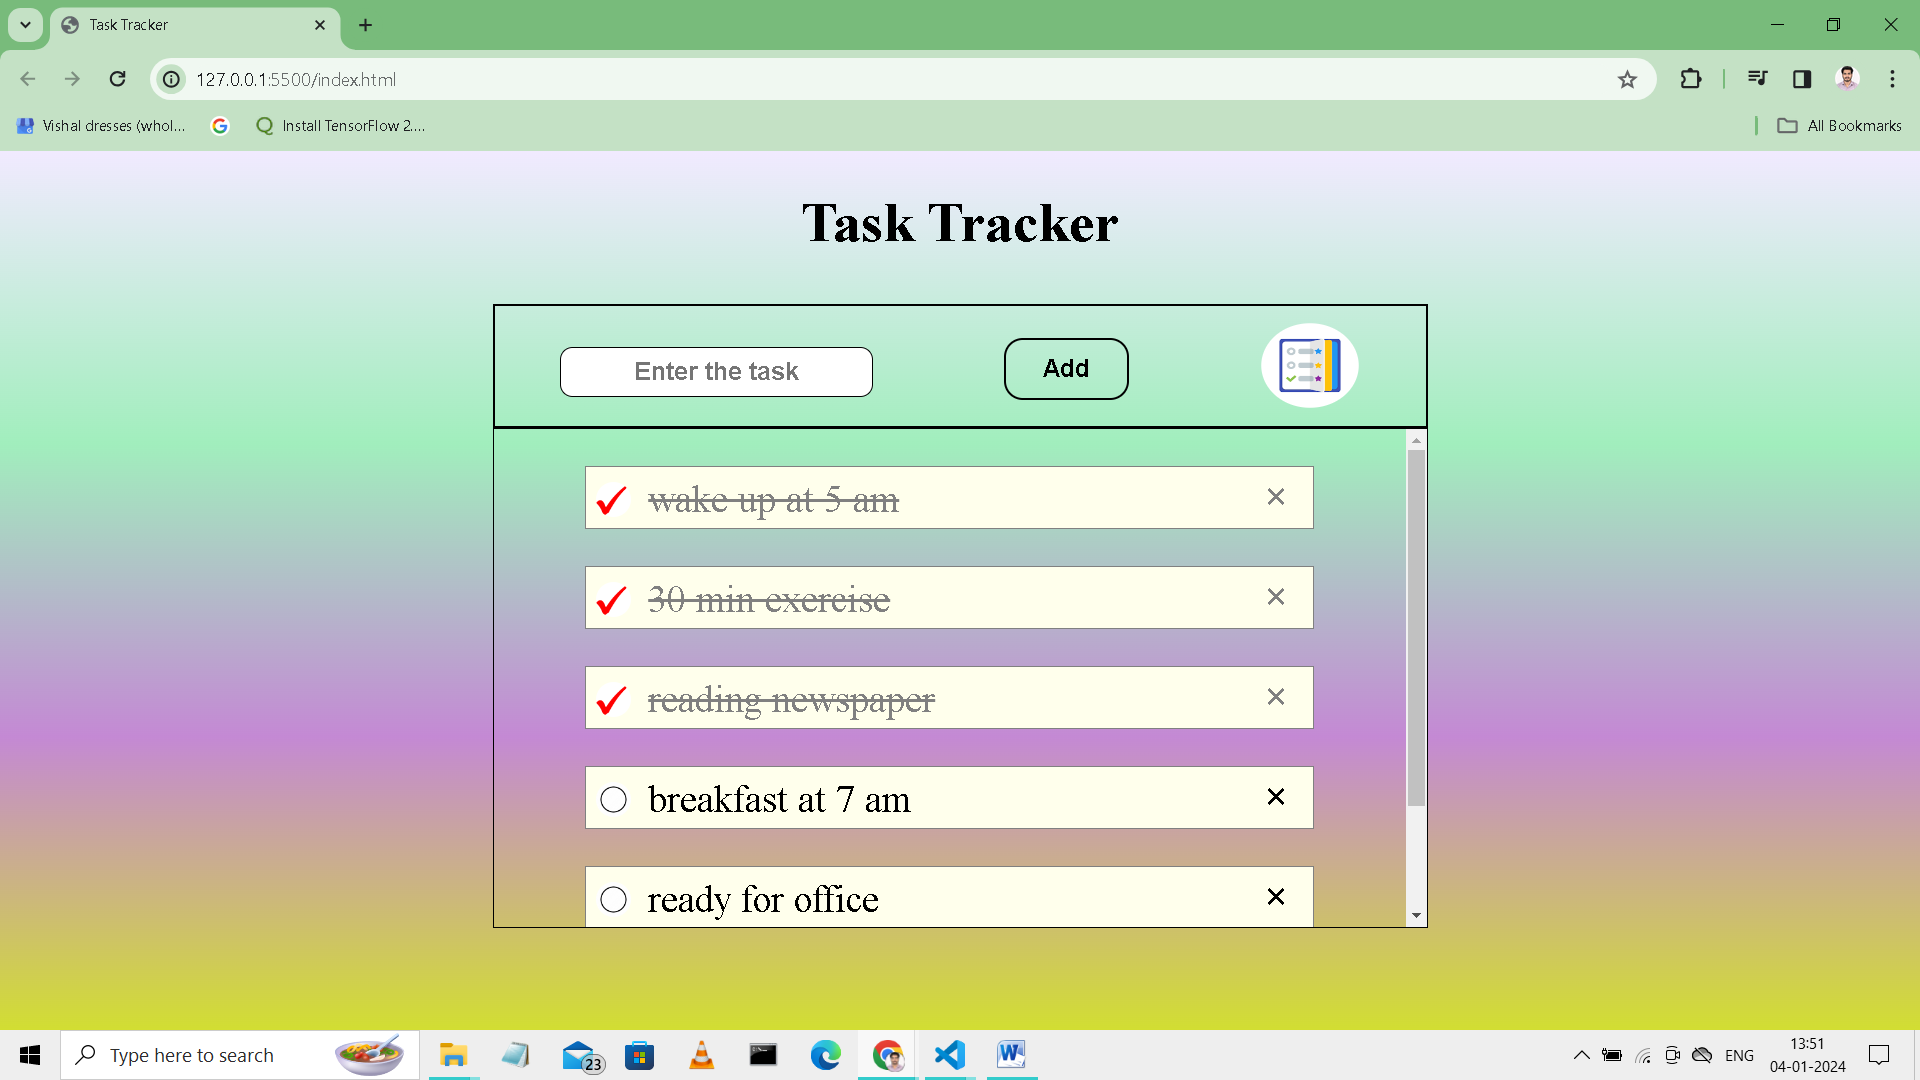 Task Tracker
127.0.0.1:5500/index.html
Vishal dresses (whol...
Install TensorFlow 2....
All Bookmarks
Task Tracker
Enter the task
Add
wake up at 5 am
30 min exercise
reading newspaper
breakfast at 7 am
ready for office
Type here to search
23
ENG
13:51
04-01-2024